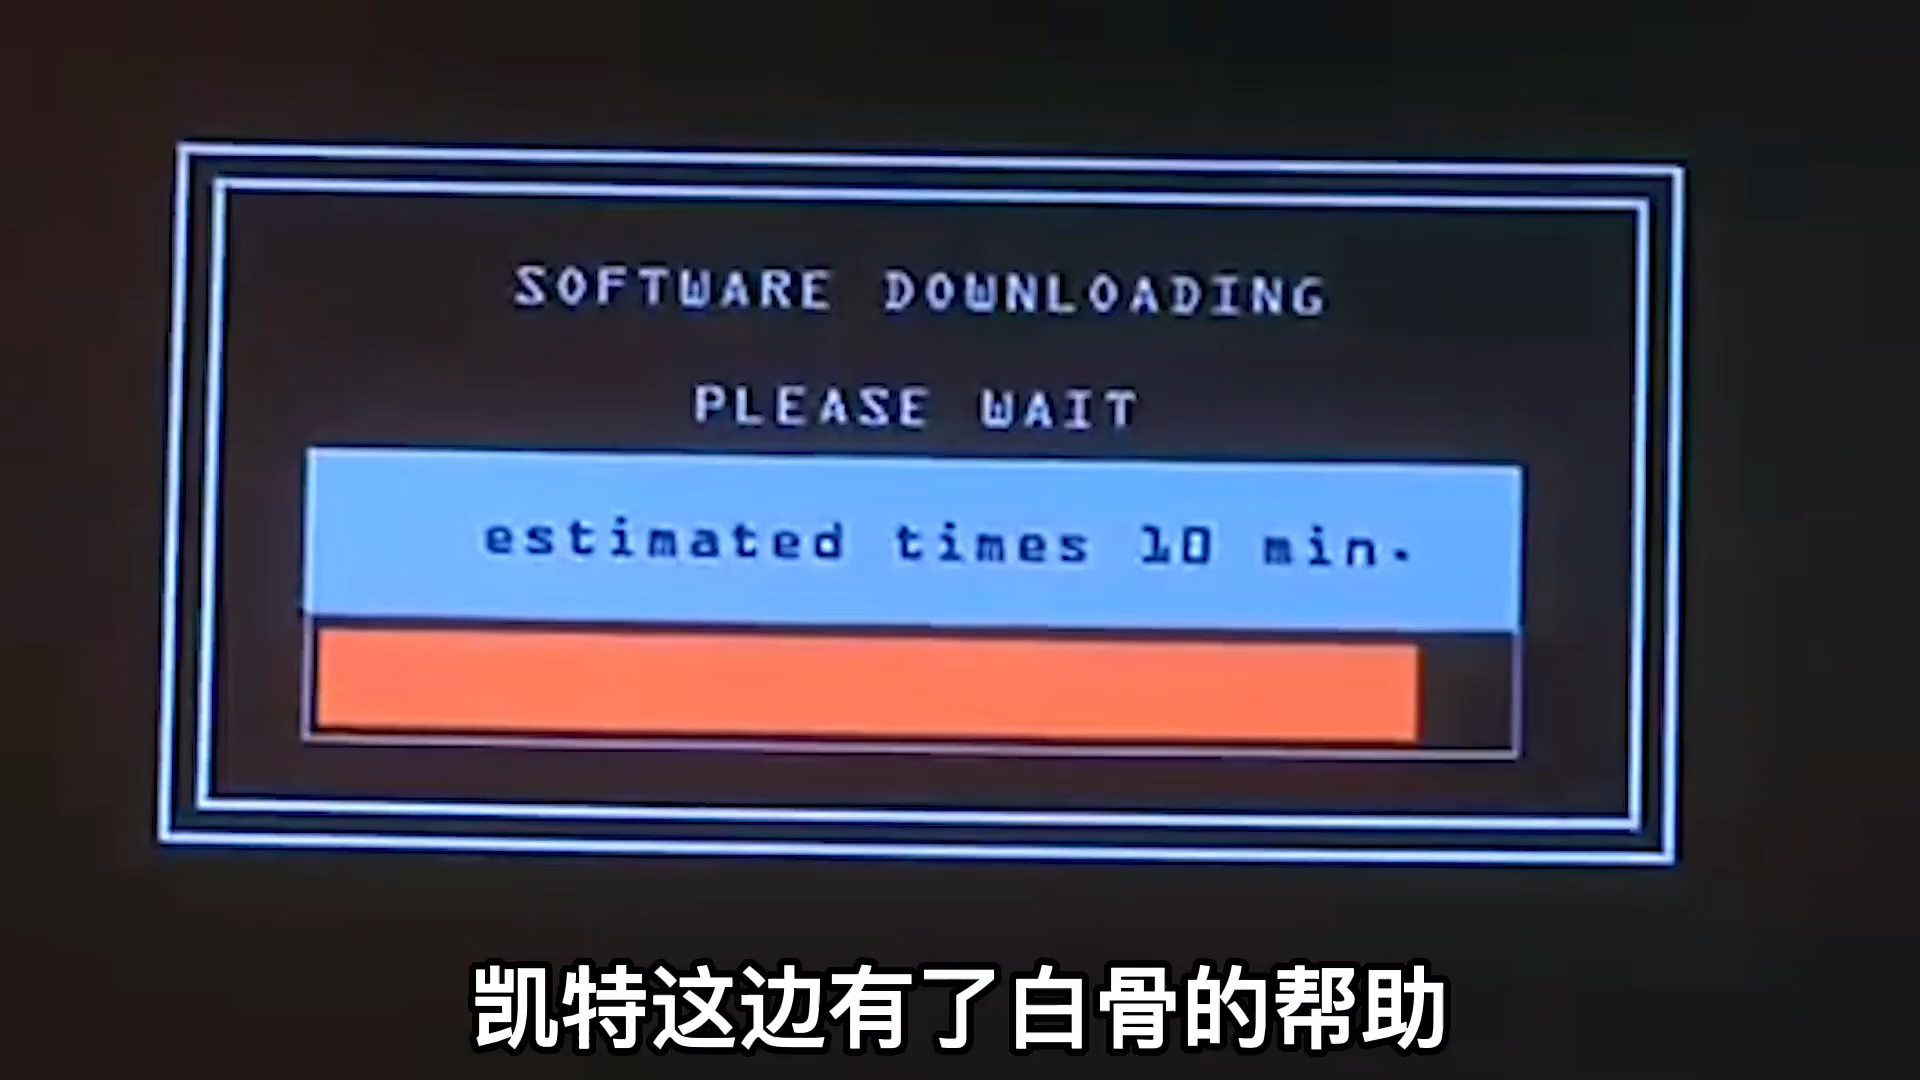 SOFTWARE DOWNLOADING
PLEASE WAIT
estimated times 10 min.
凯特这边有了白骨的帮助